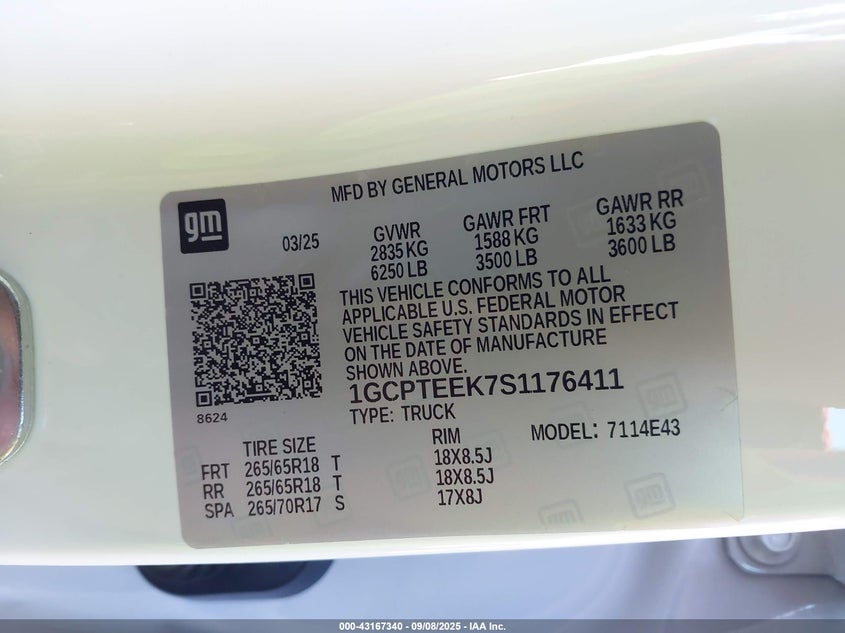 MFD BY GENERAL MOTORS LLC
gm
03/25
GVWR GAWR FRT GAWR RR
2835 KG 1588 KG 1633 KG
6250 LB 3500 LB 3600 LB
THIS VEHICLE CONFORMS TO ALL
APPLICABLE U.S. FEDERAL MOTOR
VEHICLE SAFETY STANDARDS IN EFFECT
ON THE DATE OF MANUFACTURE
SHOWN ABOVE.
1GCPTEEK7S1176411
8624
TYPE: TRUCK
MODEL: 7114E43
TIRE SIZE RIM
FRT 265/65R18 T 18X8.5J
RR 265/65R18 T 18X8.5J
SPA 265/70R17 S 17X8J
gm
000-43167340 - 09/08/2025 - IAA Inc.